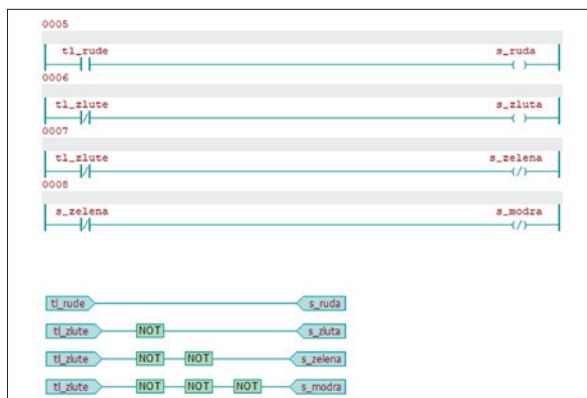 0005
tl_rude s_ruda
0006
tl_zlute s_zluta
0007
tl_zlute s_zelena
0008
s_zelena s_modra
tl_rude s_ruda
tl_zlute NOT s_zluta
tl_zlute NOT NOT s_zelena
tl_zlute NOT NOT NOT s_modra